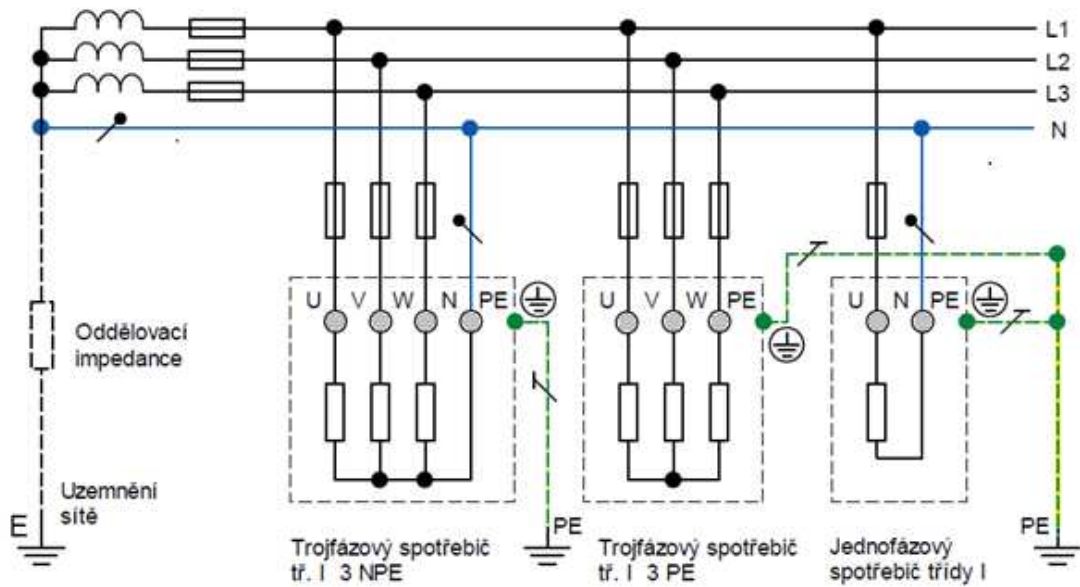 L1
L2
L3
N
U V W N PE
U V W PE
U N PE
Oddělovací
impedance
Uzemnění
sítě
E
PE
PE
Trojfázový spotřebič
tř. I 3 NPE
Trojfázový spotřebič
tř. I 3 PE
Jednofázový
spotřebič třídy I